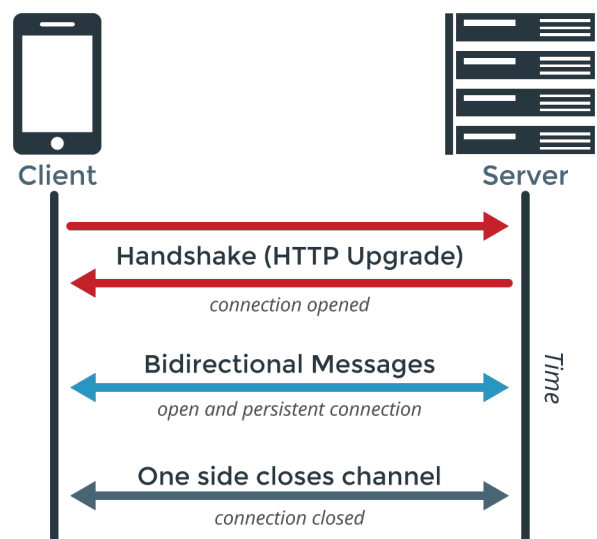 Client
Server
Handshake (HTTP Upgrade)
connection opened
Bidirectional Messages
Time
open and persistent connection
One side closes channel
connection closed